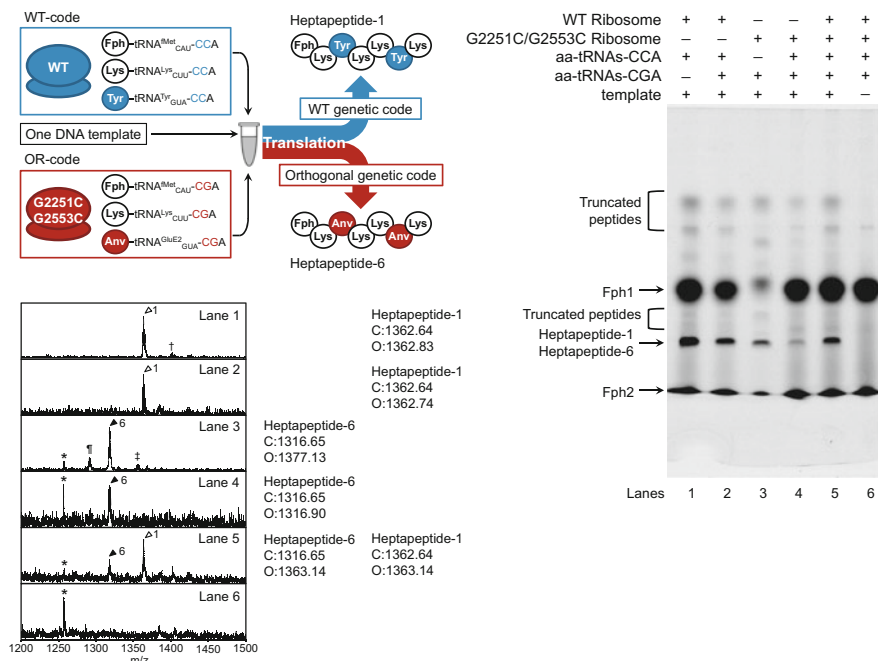 WT-code
WT
Fph-tRNAfMetCAU-CCA
Lys-tRNALysCUU-CCA
Tyr-tRNATyrGUA-CCA
One DNA template
OR-code
G2251C
G2553C
Fph-tRNAfMetCAU-CGA
Lys-tRNALysCUU-CGA
Anv-tRNAGluE2GUA-CGA
Translation
Heptapeptide-1
Fph Lys Tyr Lys Lys Tyr Lys
WT genetic code
Orthogonal genetic code
Fph Lys Anv Lys Lys Anv Lys
Heptapeptide-6
WT Ribosome + + – – + +
G2251C/G2553C Ribosome – – + + + +
aa-tRNAs-CCA + + – + + +
aa-tRNAs-CGA – + + + + +
template + + + + + –
Truncated
peptides
Fph1
Truncated peptides
Heptapeptide-1
Heptapeptide-6
Fph2
Lanes 1 2 3 4 5 6
Lane 1
1
†
Heptapeptide-1
C:1362.64
O:1362.83
Lane 2
1
Heptapeptide-1
C:1362.64
O:1362.74
Lane 3
* ¶ 6 ‡
Heptapeptide-6
C:1316.65
O:1377.13
Lane 4
* 6
Heptapeptide-6
C:1316.65
O:1316.90
Lane 5
* 6 1
Heptapeptide-6 Heptapeptide-1
C:1316.65 C:1362.64
O:1363.14 O:1363.14
Lane 6
*
1200 1250 1300 1350 1400 1450 1500
m/z